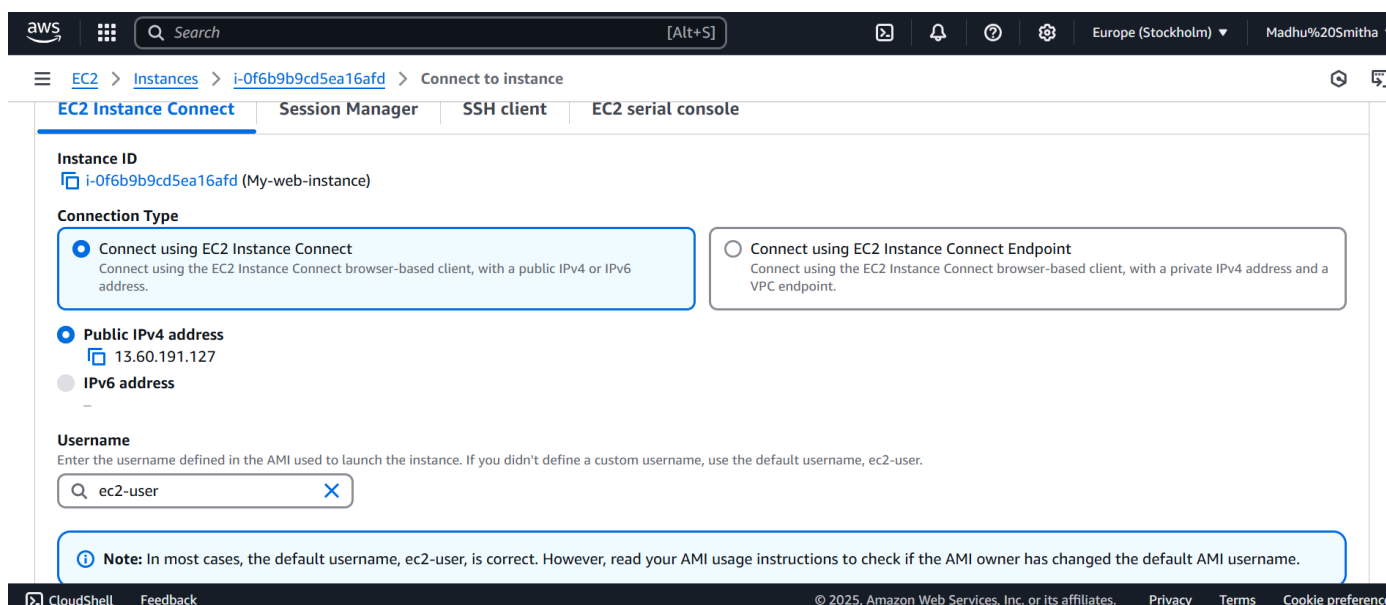 aws
Search [Alt+S]
Europe (Stockholm) ▼
Madhu%20Smitha
EC2 > Instances > i-0f6b9b9cd5ea16afd > Connect to instance
EC2 Instance Connect
Session Manager
SSH client
EC2 serial console
Instance ID
i-0f6b9b9cd5ea16afd (My-web-instance)
Connection Type
Connect using EC2 Instance Connect
Connect using the EC2 Instance Connect browser-based client, with a public IPv4 or IPv6
address.
Connect using EC2 Instance Connect Endpoint
Connect using the EC2 Instance Connect browser-based client, with a private IPv4 address and a
VPC endpoint.
Public IPv4 address
13.60.191.127
IPv6 address
–
Username
Enter the username defined in the AMI used to launch the instance. If you didn't define a custom username, use the default username, ec2-user.
ec2-user
Note: In most cases, the default username, ec2-user, is correct. However, read your AMI usage instructions to check if the AMI owner has changed the default AMI username.
CloudShell Feedback
© 2025, Amazon Web Services, Inc. or its affiliates. Privacy Terms Cookie preference